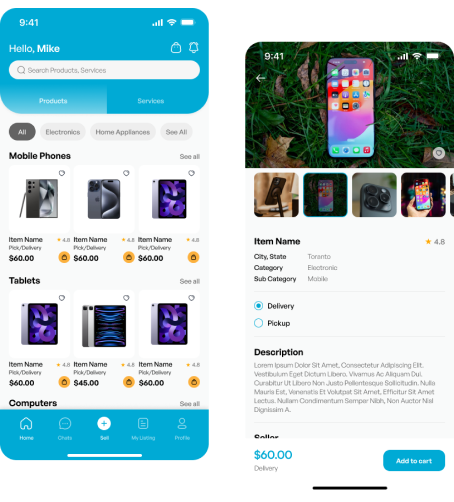 9:41
Hello, Mike
Search Products, Services
Products Services
All Electronics Home Appliances See All
Mobile Phones See all
Item Name 4.8 Item Name 4.8 Item Name 4.8
Pick/Delivery Pick/Delivery Pick/Delivery
$60.00 $60.00 $60.00
Tablets See all
Item Name 4.8 Item Name 4.8 Item Name 4.8
Pick/Delivery Pick/Delivery Pick/Delivery
$60.00 $45.00 $60.00
Computers See all
Home Chats Sell My Listing Profile
9:41
Item Name 4.8
City, State Toronto
Category Electronic
Sub Category Mobile
Delivery
Pickup
Description
Lorem Ipsum Dolor Sit Amet, Consectetur Adipiscing Elit.
Vestibulum Eget Dictum Libero. Vivamus Ac Aliquam Dui.
Curabitur Ut Libero Non Justo Pellentesque Sollicitudin. Nulla
Mauris Est, Venenatis Et Volutpat Sit Amet, Efficitur Sit Amet
Lectus. Nullam Condimentum Semper Nibh, Non Auctor Nisl
Dignissim A.
Seller
$60.00
Delivery
Add to cart